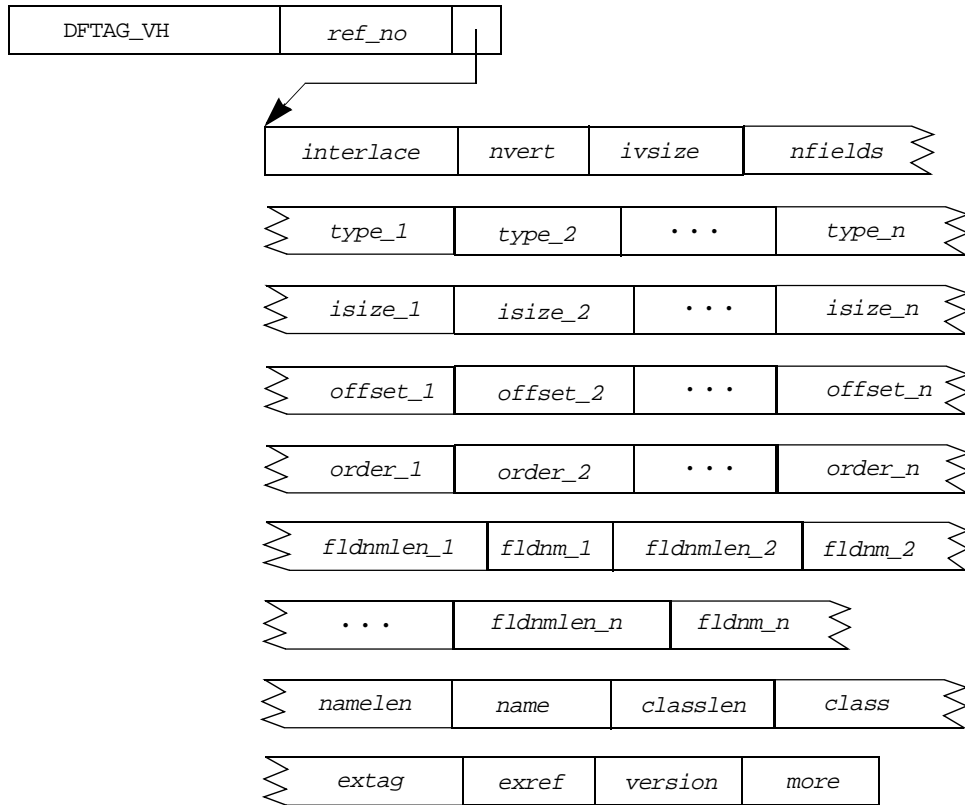 DFTAG_VH ref_no
interlace nvert ivsize nfields
type_1 type_2 ... type_n
isize_1 isize_2 ... isize_n
offset_1 offset_2 ... offset_n
order_1 order_2 ... order_n
fldnmlen_1 fldnm_1 fldnmlen_2 fldnm_2
... fldnmlen_n fldnm_n
namelen name classlen class
extag exref version more